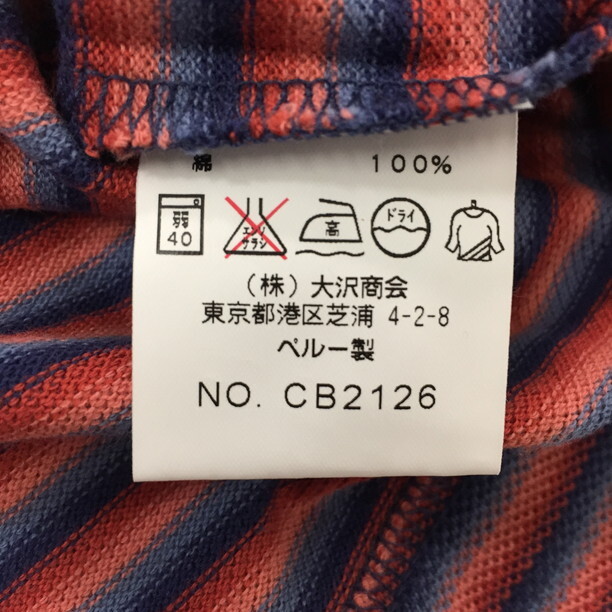 綿 100%
弱 40 エンソ サラシ 高 ドライ
（株）大沢商会
東京都港区芝浦 4-2-8
ペルー製
NO. CB2126